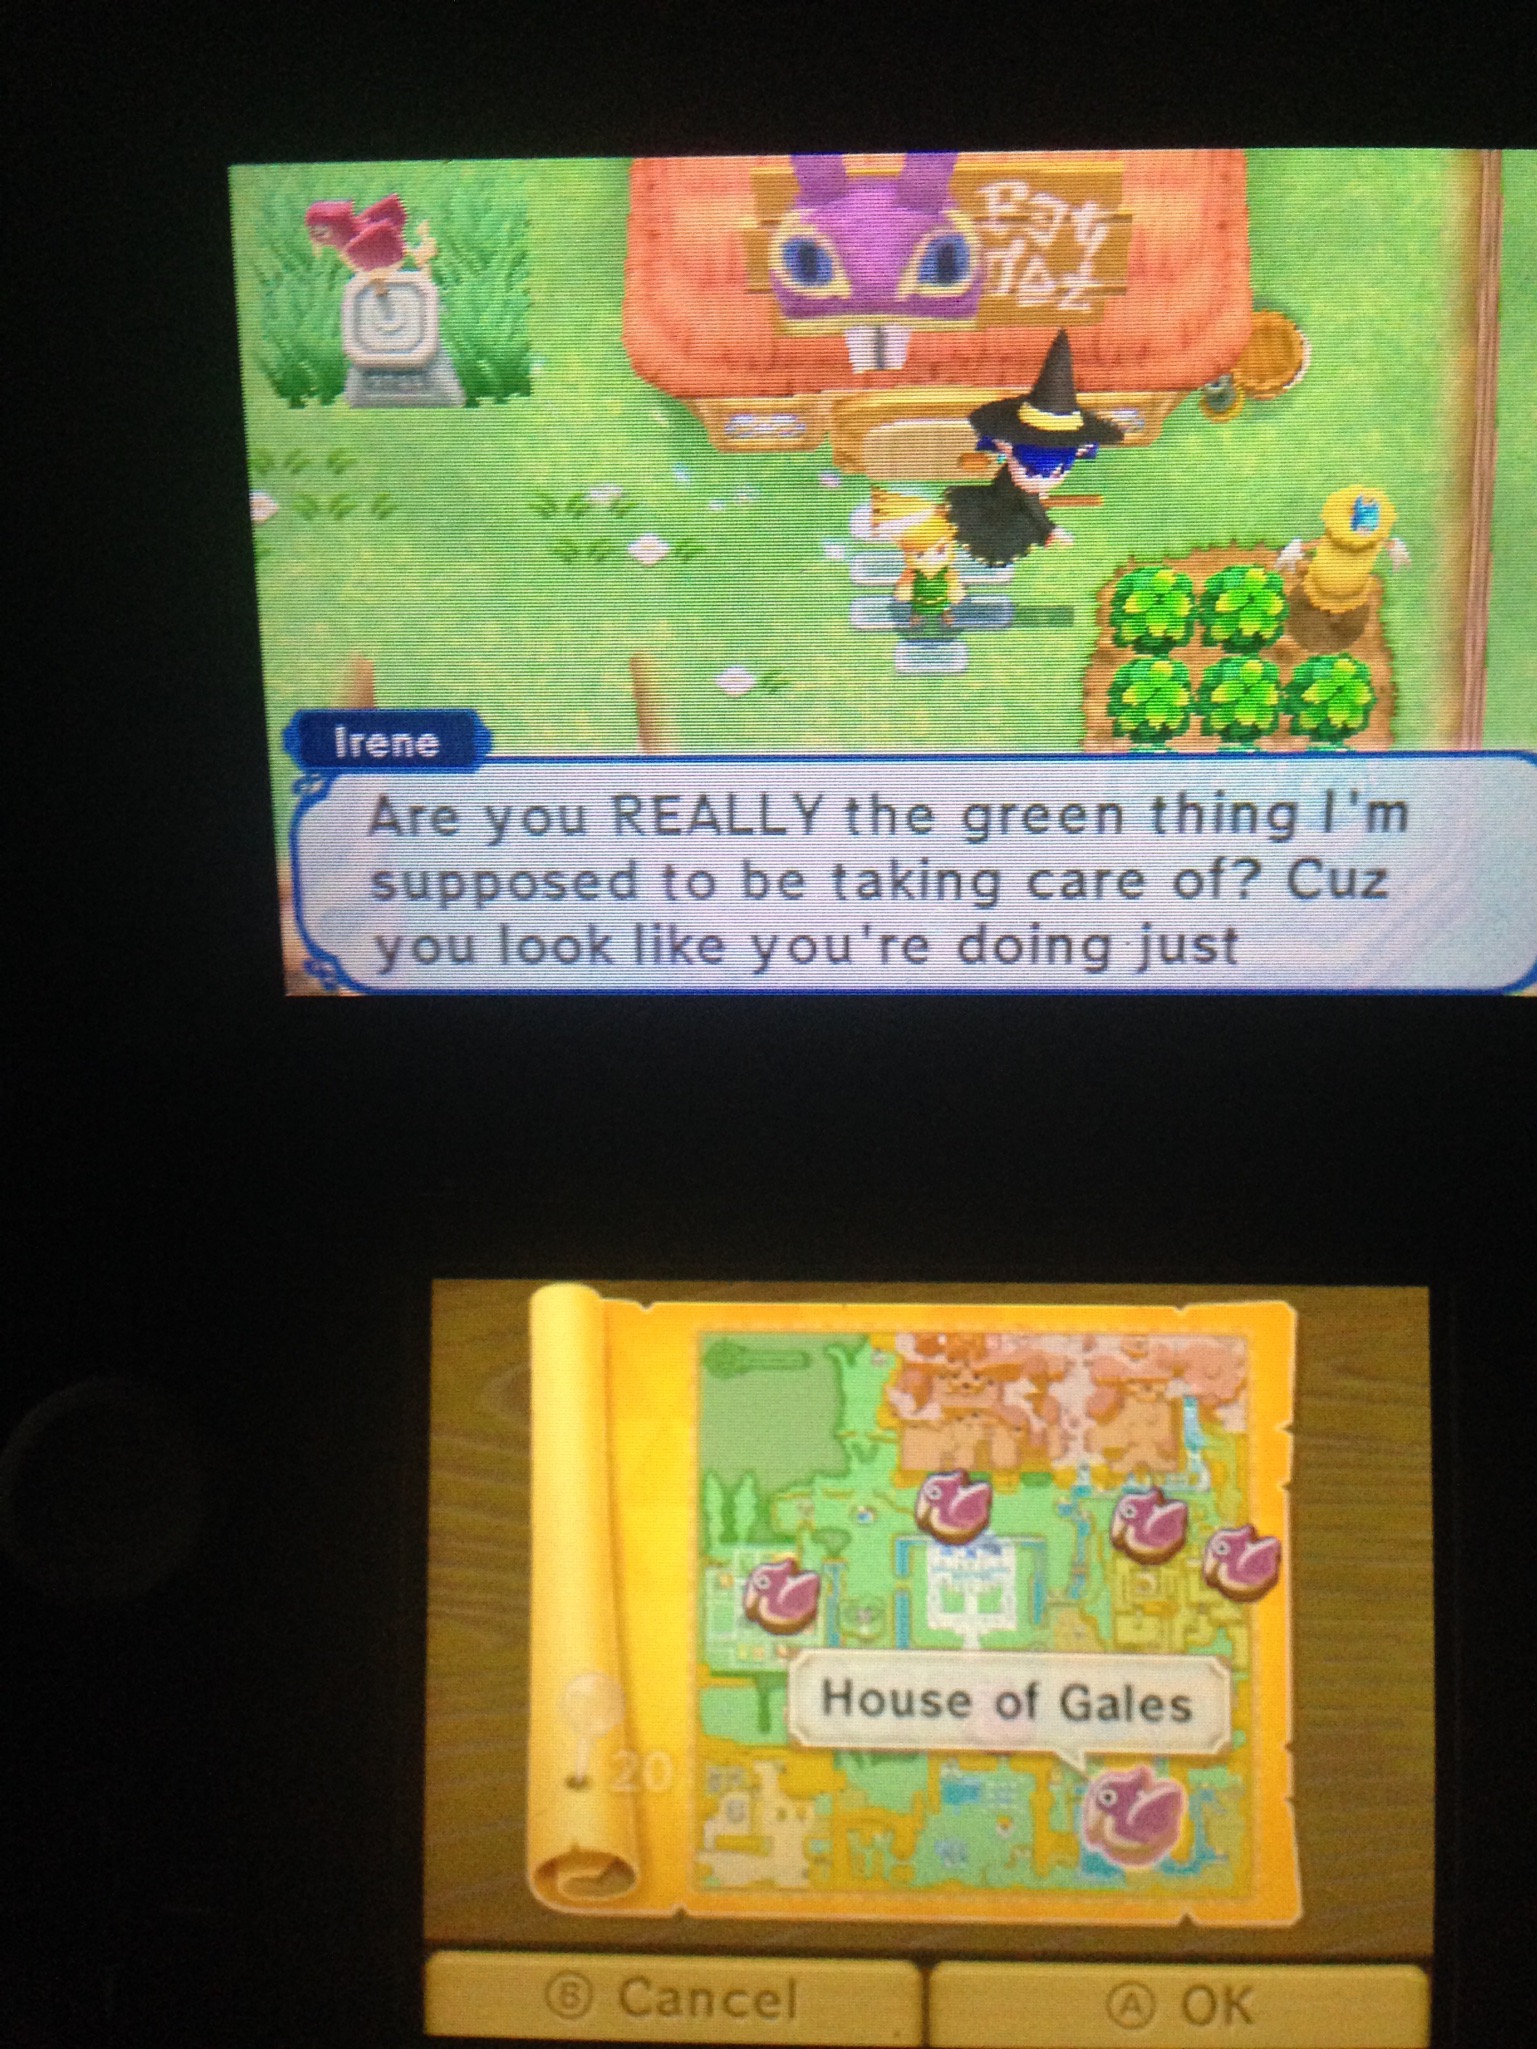 Irene
Are you REALLY the green thing I'm
supposed to be taking care of? Cuz
you look like you're doing just
House of Gales
20
Ⓑ Cancel
Ⓐ OK